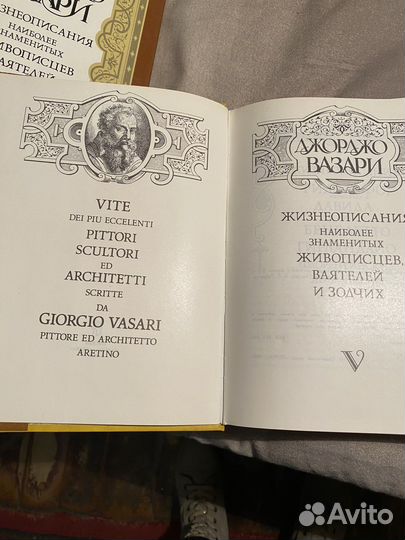 ВАЗАРИ
ЖИЗНЕОПИСАНИЯ
НАИБОЛЕЕ
ЗНАМЕНИТЫХ
ЖИВОПИСЦЕВ
ВАЯТЕЛЕЙ
VITE
DEI PIU ECCELENTI
PITTORI
SCULTORI
ED
ARCHITETTI
SCRITTE
DA
GIORGIO VASARI
PITTORE ED ARCHITETTO
ARETINO
ДЖОРДЖО
ВАЗАРИ
ЖИЗНЕОПИСАНИЯ
НАИБОЛЕЕ
ЗНАМЕНИТЫХ
ЖИВОПИСЦЕВ,
ВАЯТЕЛЕЙ
И ЗОДЧИХ
V
Avito